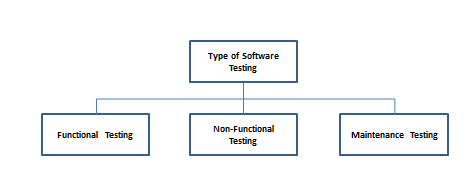 Type of Software
Testing
Functional Testing
Non-Functional
Testing
Maintenance Testing